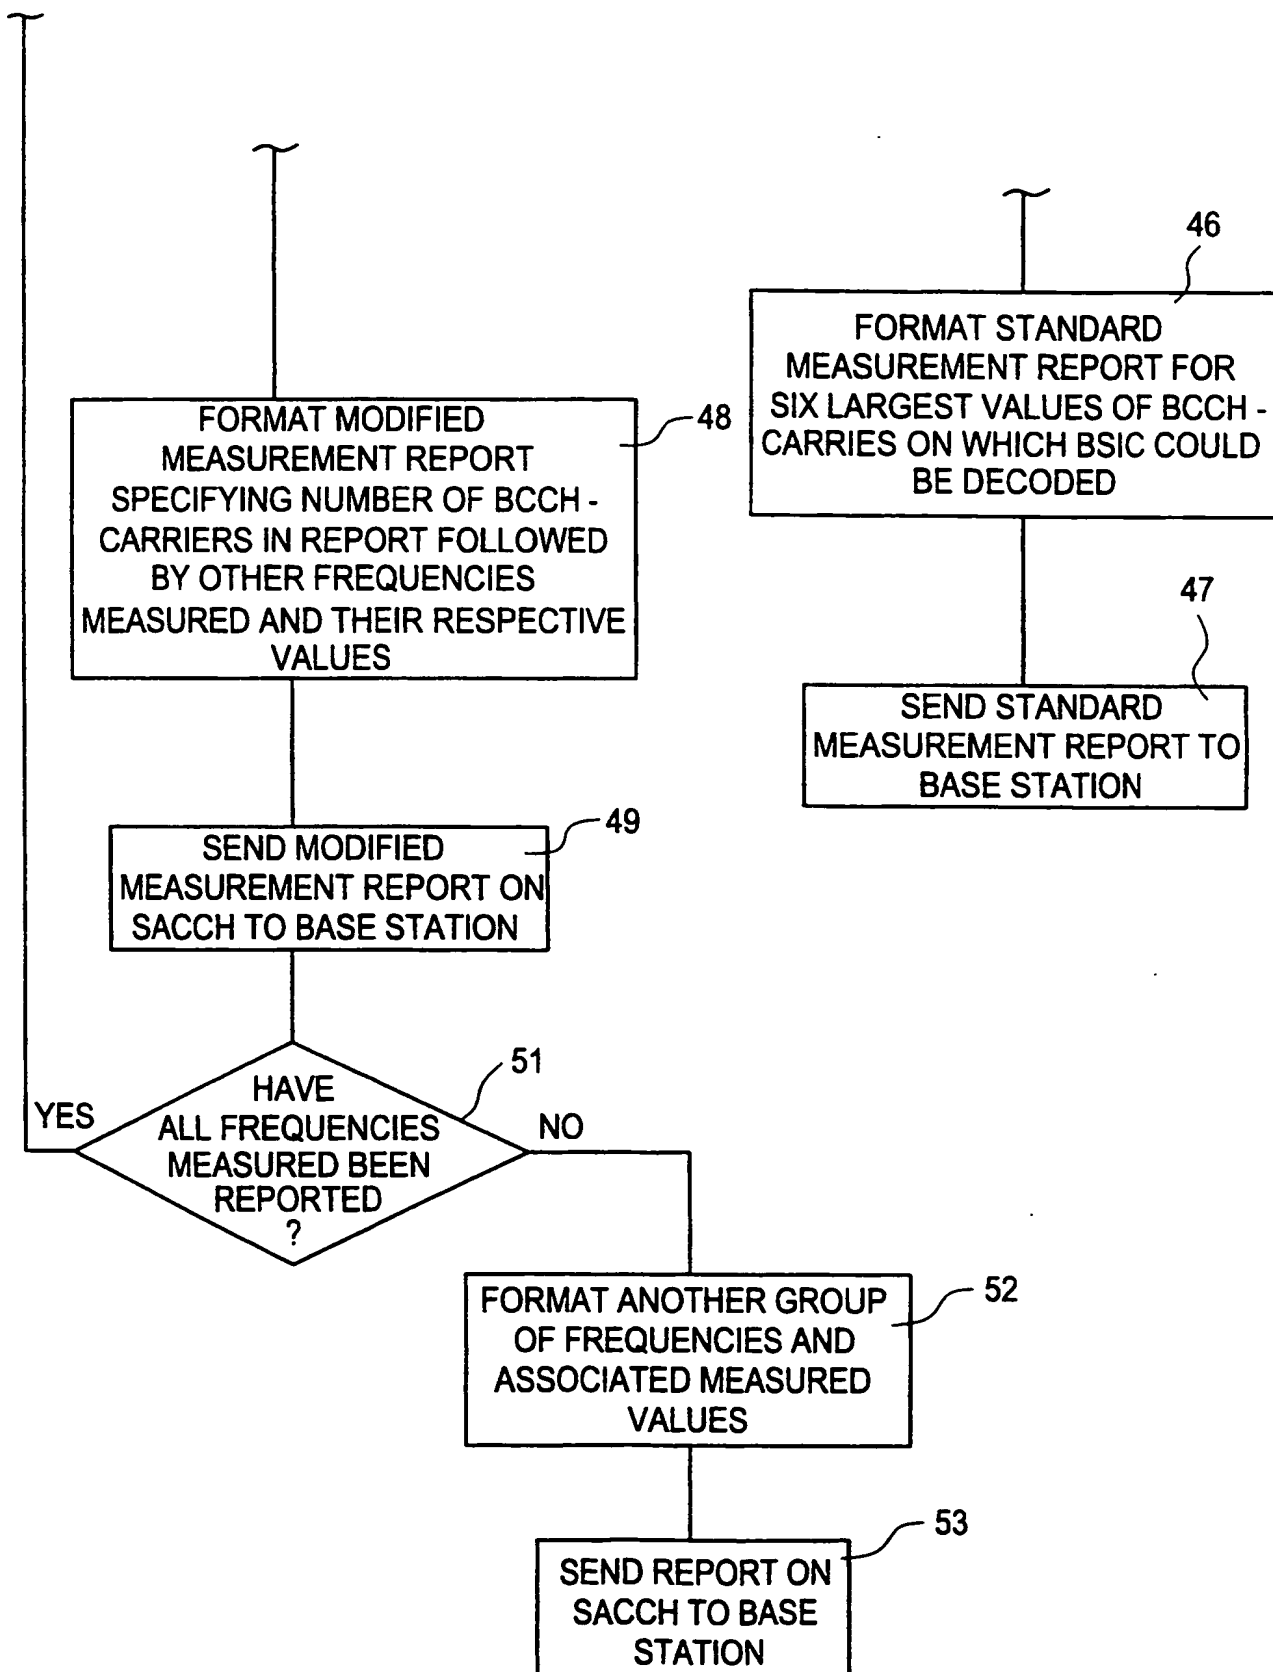 46
FORMAT STANDARD
MEASUREMENT REPORT FOR
SIX LARGEST VALUES OF BCCH -
CARRIES ON WHICH BSIC COULD
BE DECODED
48
FORMAT MODIFIED
MEASUREMENT REPORT
SPECIFYING NUMBER OF BCCH -
CARRIERS IN REPORT FOLLOWED
BY OTHER FREQUENCIES
MEASURED AND THEIR RESPECTIVE
VALUES
47
SEND STANDARD
MEASUREMENT REPORT TO
BASE STATION
49
SEND MODIFIED
MEASUREMENT REPORT ON
SACCH TO BASE STATION
51
HAVE
ALL FREQUENCIES
MEASURED BEEN
REPORTED
?
YES
NO
52
FORMAT ANOTHER GROUP
OF FREQUENCIES AND
ASSOCIATED MEASURED
VALUES
53
SEND REPORT ON
SACCH TO BASE
STATION